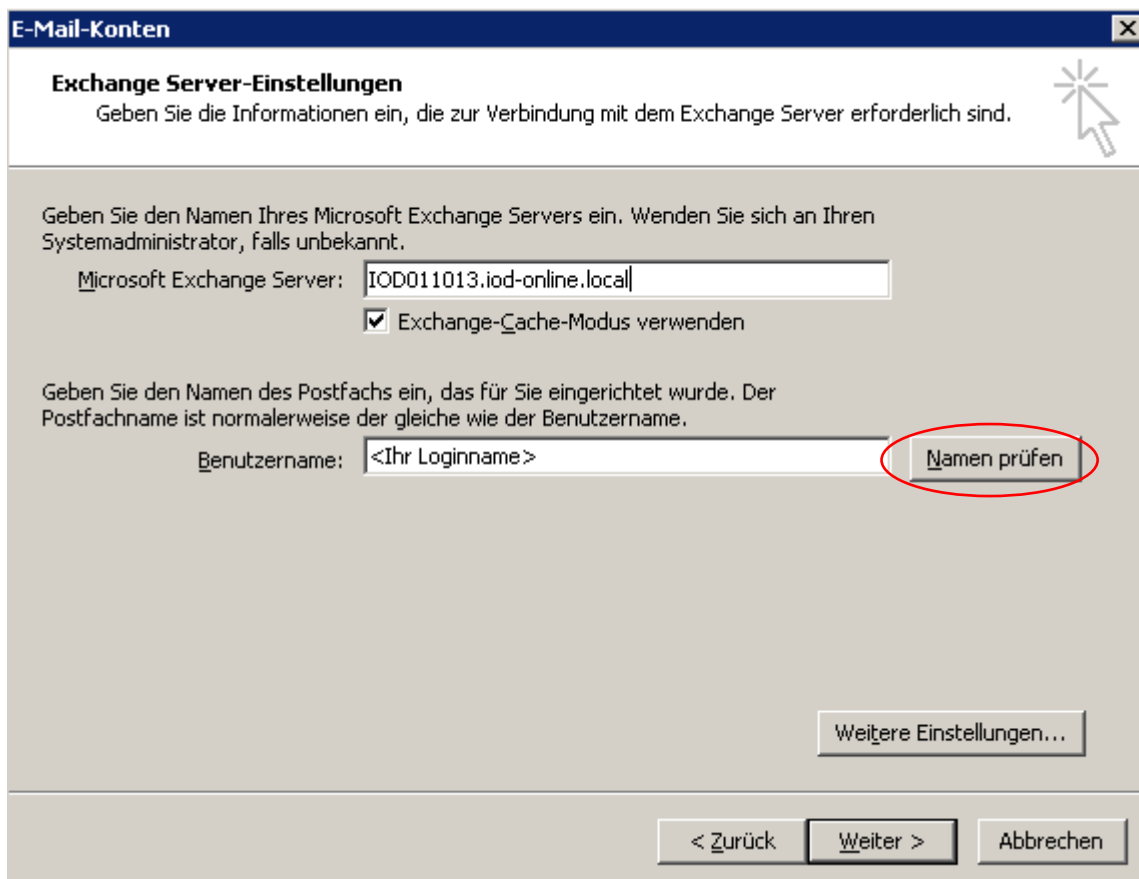 E-Mail-Konten
Exchange Server-Einstellungen
Geben Sie die Informationen ein, die zur Verbindung mit dem Exchange Server erforderlich sind.
Geben Sie den Namen Ihres Microsoft Exchange Servers ein. Wenden Sie sich an Ihren
Systemadministrator, falls unbekannt.
Microsoft Exchange Server: IOD011013.iod-online.local
Exchange-Cache-Modus verwenden
Geben Sie den Namen des Postfachs ein, das für Sie eingerichtet wurde. Der
Postfachname ist normalerweise der gleiche wie der Benutzername.
Benutzername: <Ihr Loginname> Namen prüfen
Weitere Einstellungen...
< Zurück Weiter > Abbrechen